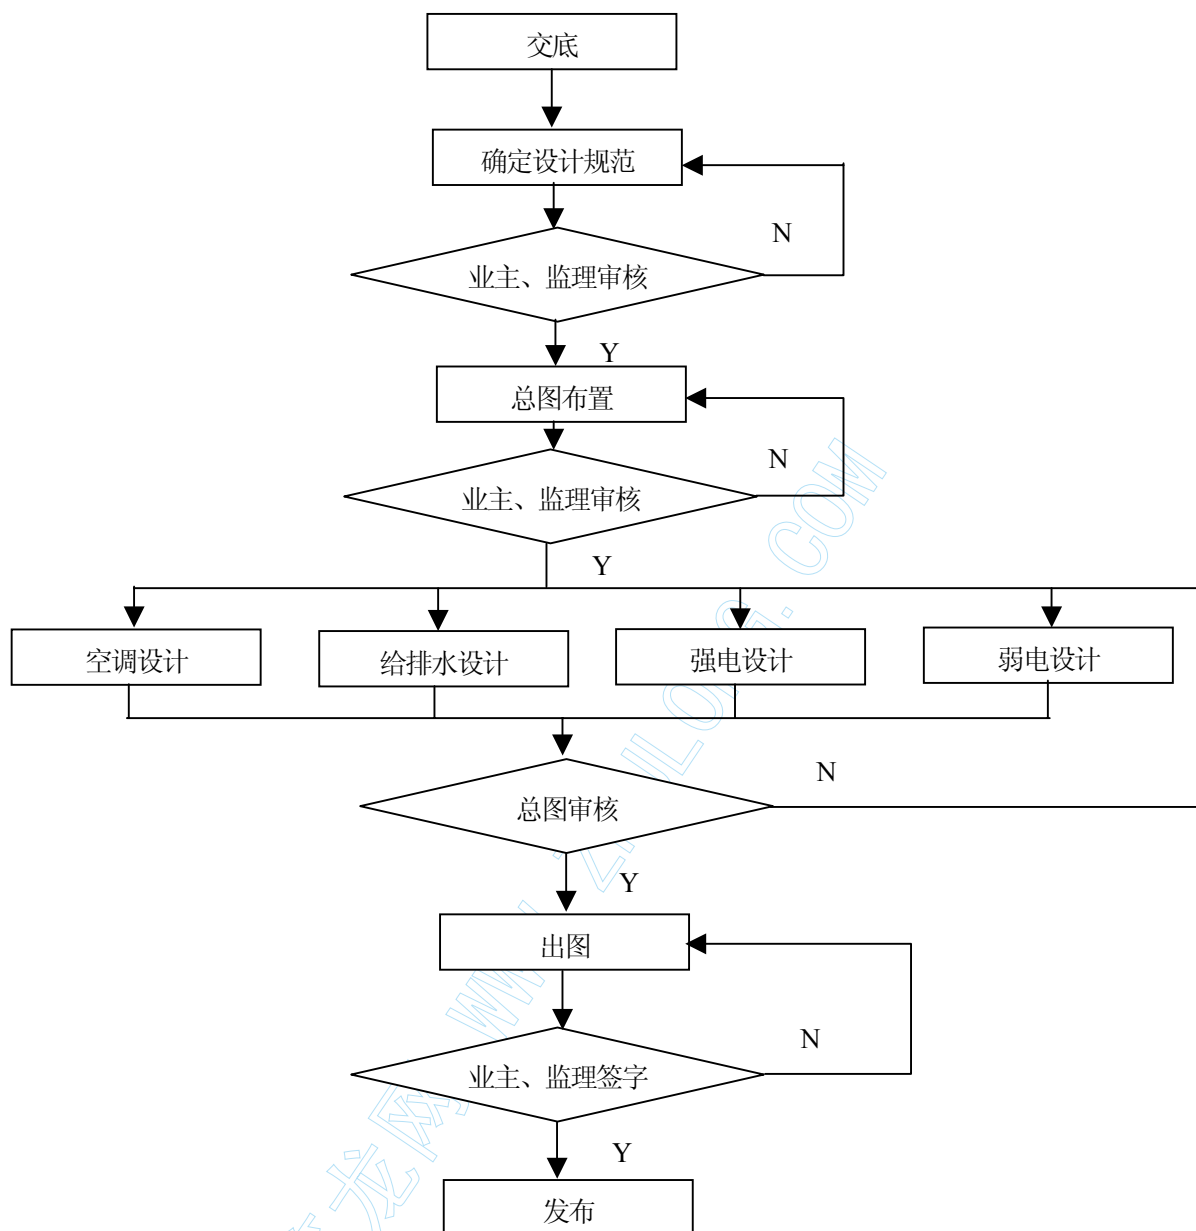 交底
确定设计规范
N
业主、监理审核
Y
总图布置
N
业主、监理审核
Y
空调设计
给排水设计
强电设计
弱电设计
N
总图审核
Y
出图
N
业主、监理签字
Y
发布